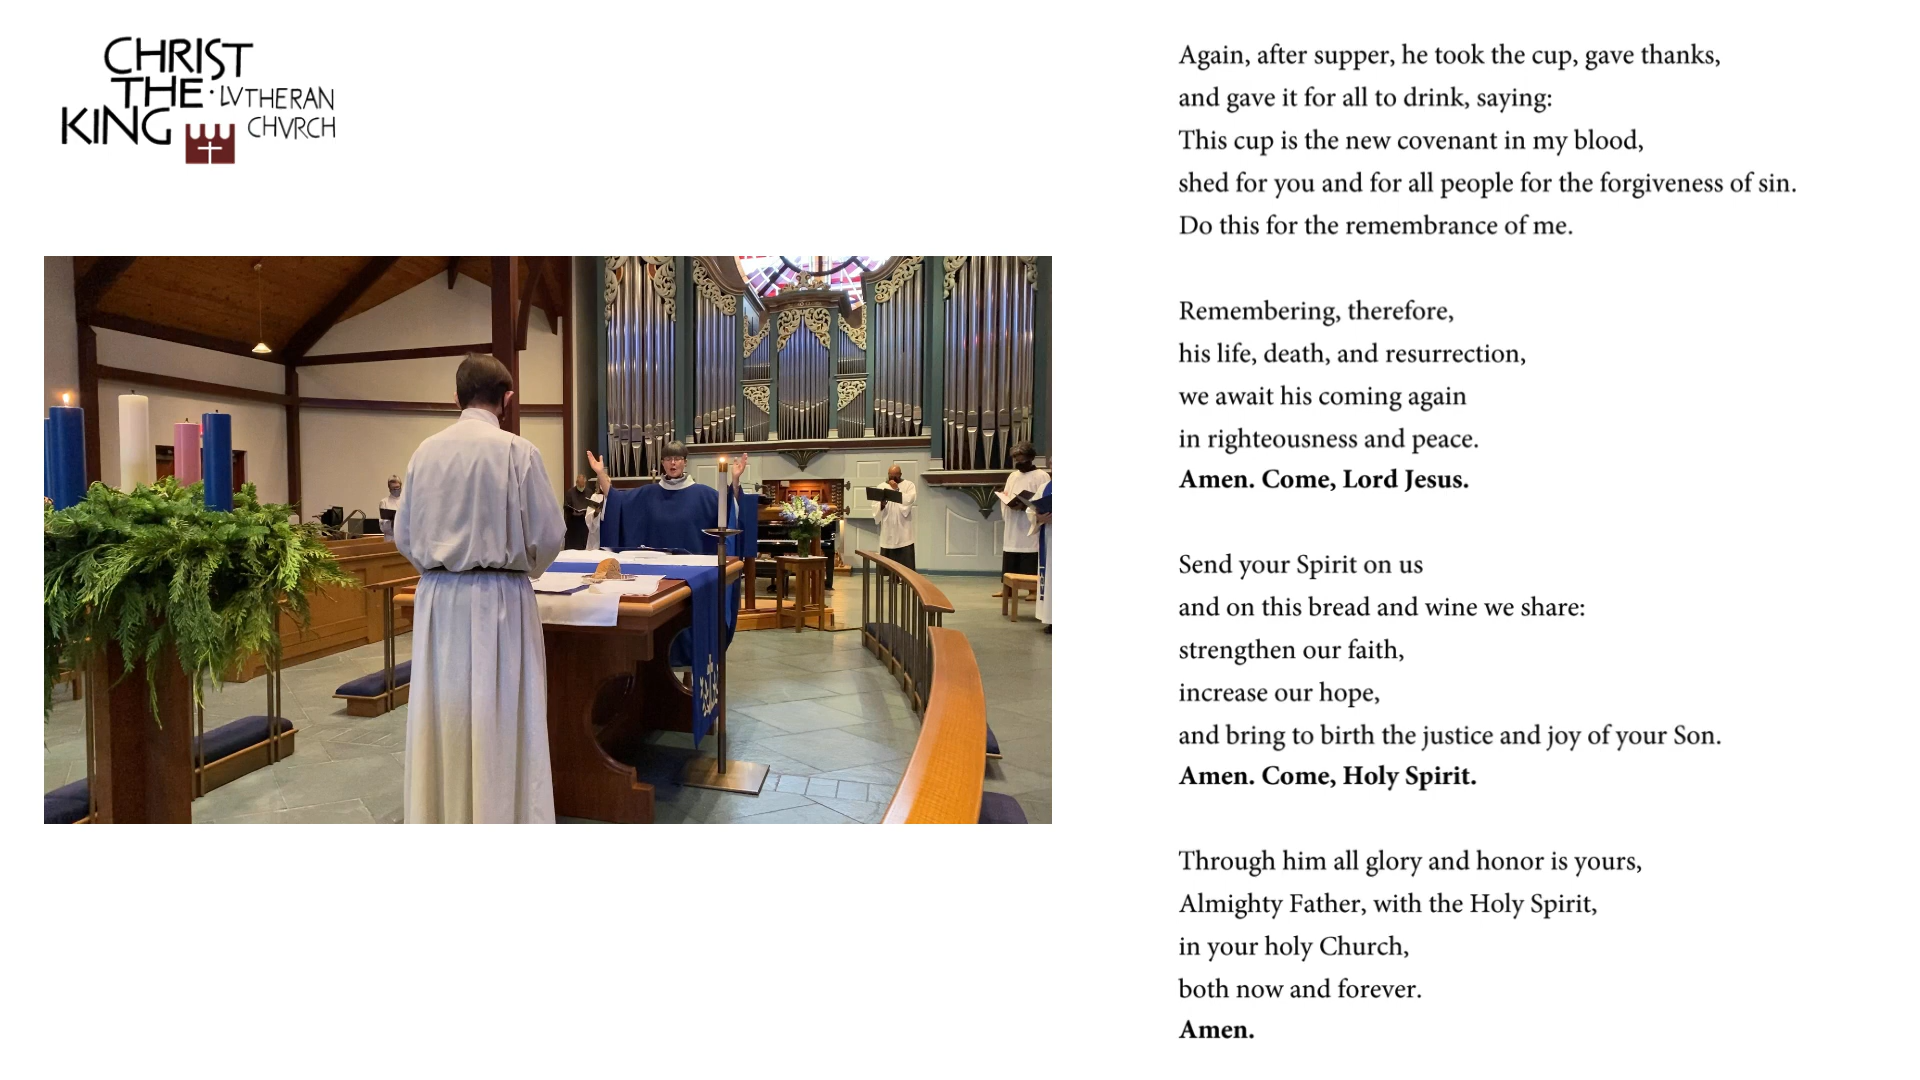 CHRIST
THE · LVTHERAN
KING CHVRCH
Again, after supper, he took the cup, gave thanks,
and gave it for all to drink, saying:
This cup is the new covenant in my blood,
shed for you and for all people for the forgiveness of sin.
Do this for the remembrance of me.
Remembering, therefore,
his life, death, and resurrection,
we await his coming again
in righteousness and peace.
Amen. Come, Lord Jesus.
Send your Spirit on us
and on this bread and wine we share:
strengthen our faith,
increase our hope,
and bring to birth the justice and joy of your Son.
Amen. Come, Holy Spirit.
Through him all glory and honor is yours,
Almighty Father, with the Holy Spirit,
in your holy Church,
both now and forever.
Amen.